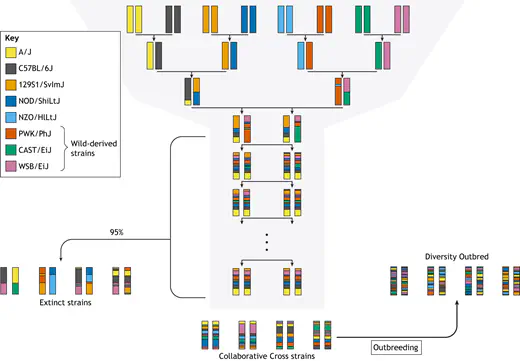 Key
A/J
C57BL/6J
129S1/SvImJ
NOD/ShiLtJ
NZO/HILtJ
PWK/PhJ
CAST/EiJ
WSB/EiJ
Wild-derived
strains
95%
Extinct strains
Diversity Outbred
Outbreeding
Collaborative Cross strains